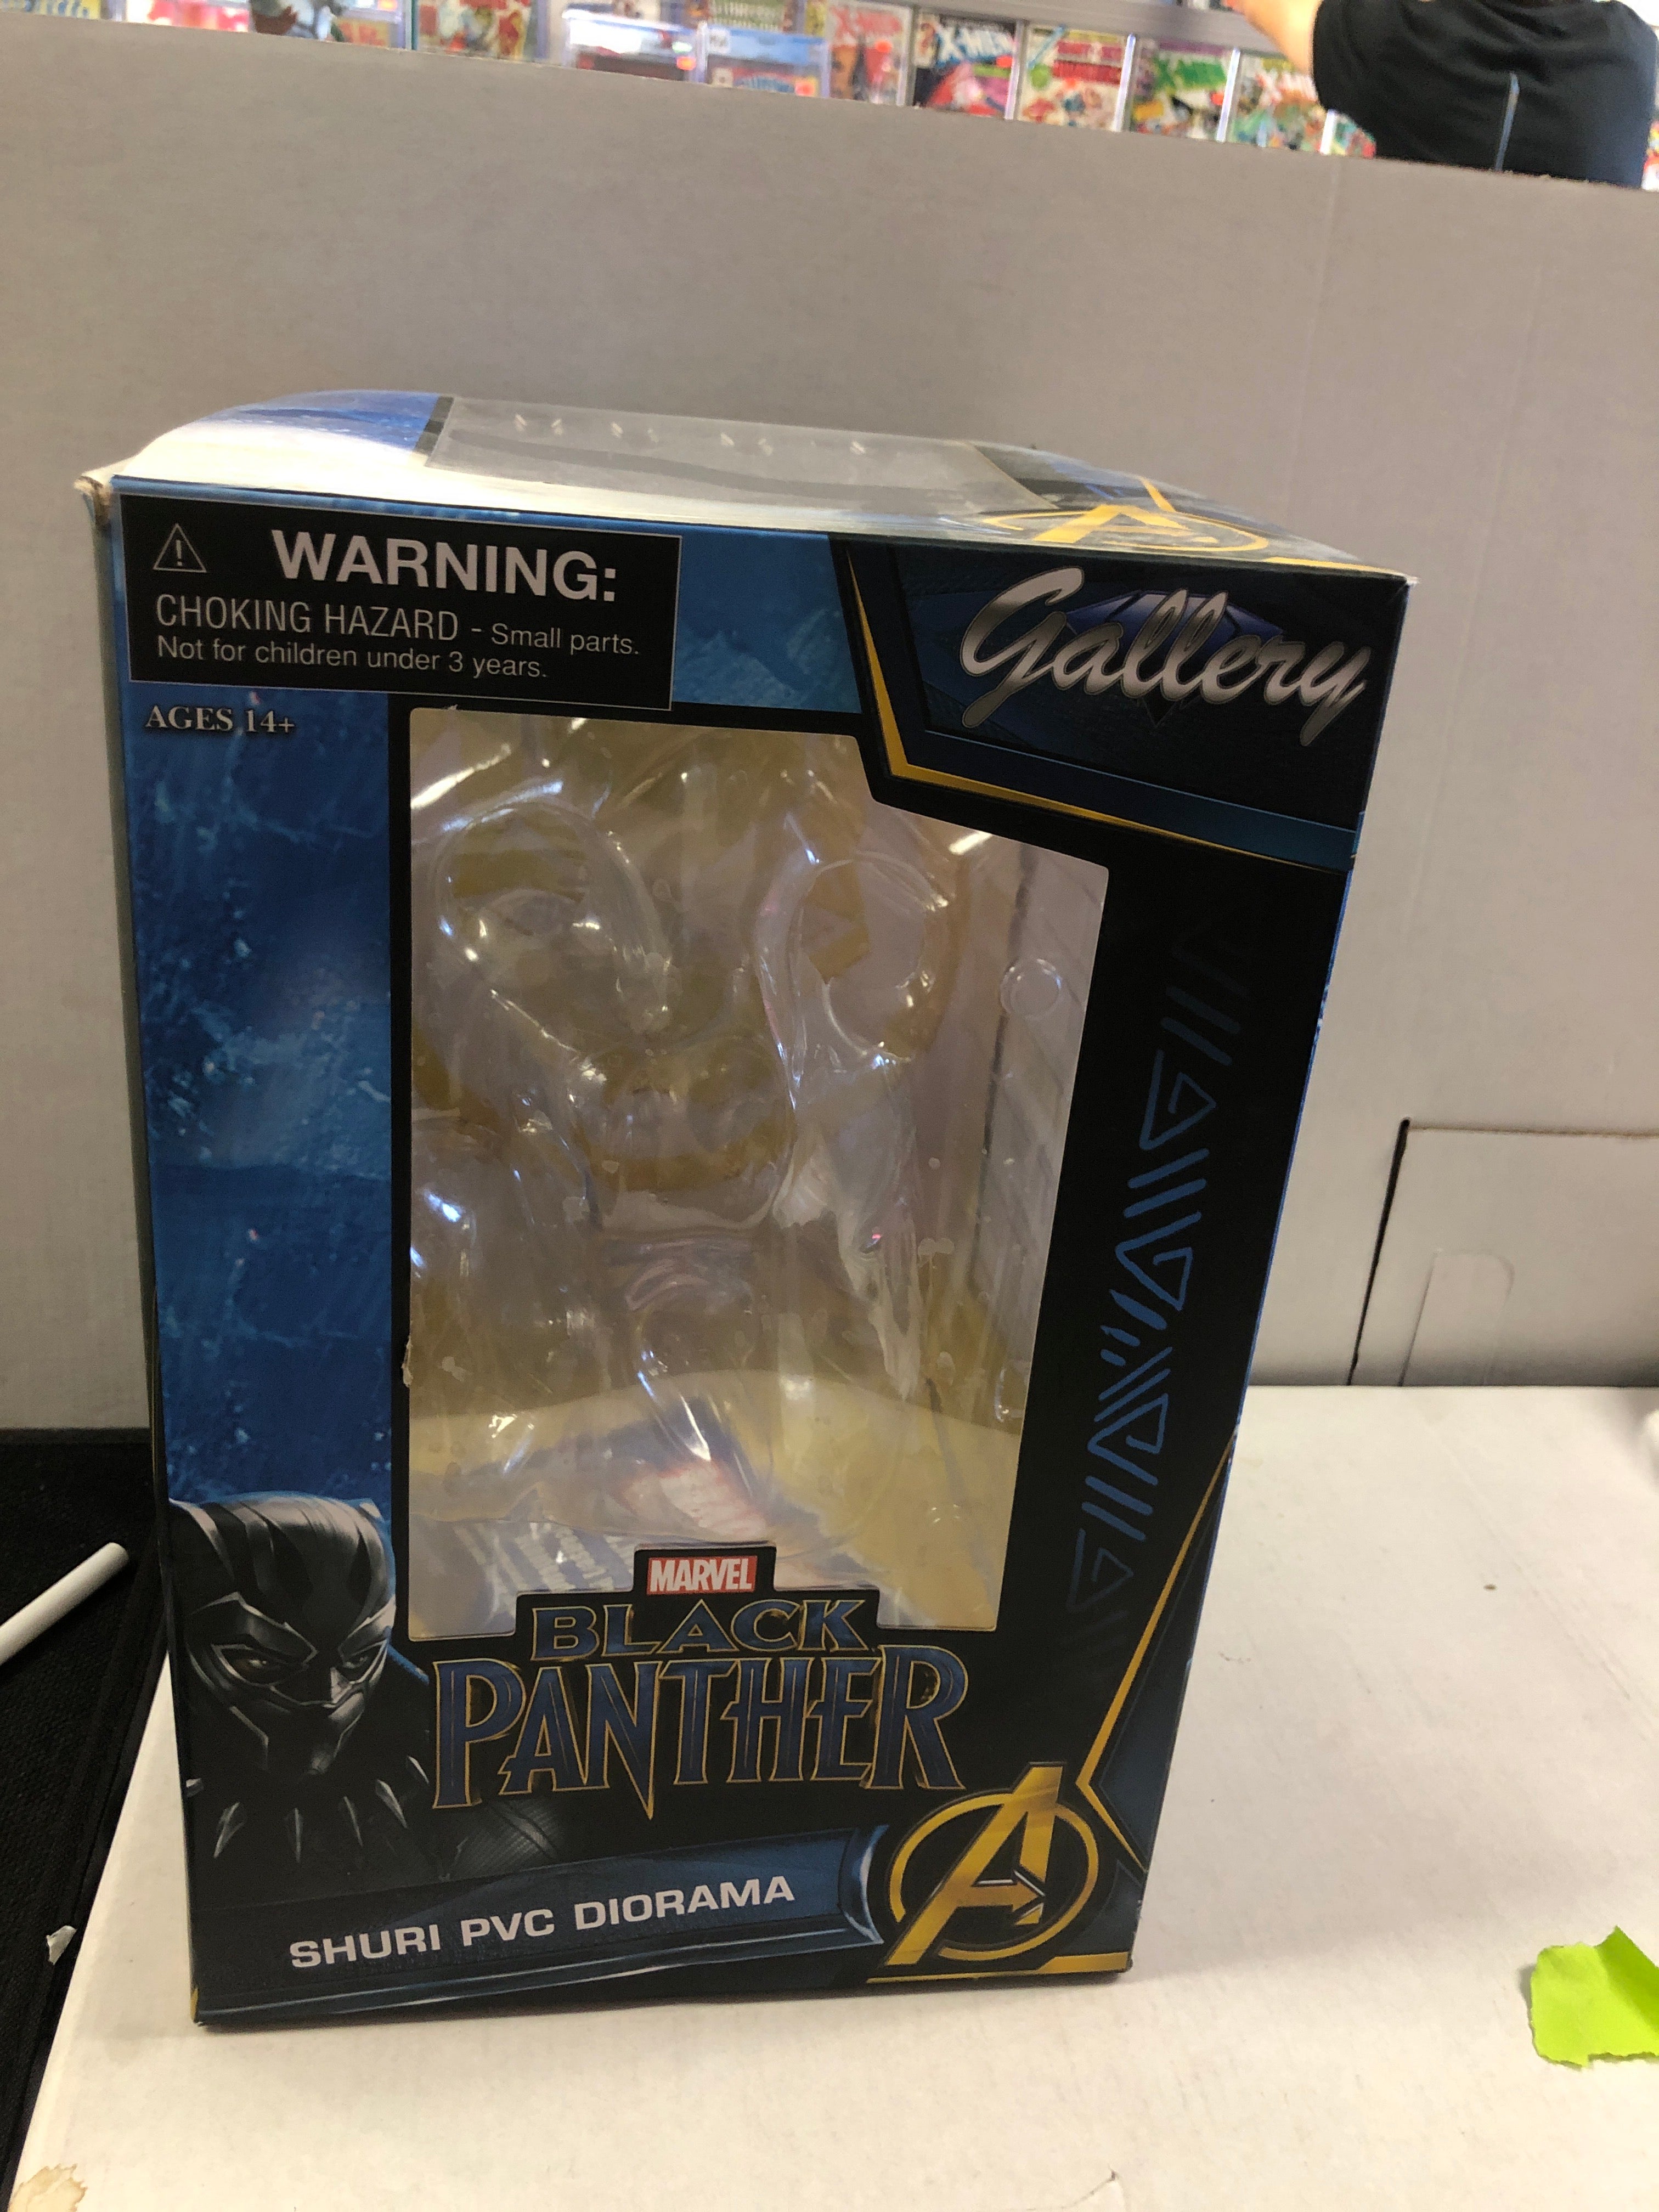 X-MEN
WARNING:
CHOKING HAZARD - Small parts.
Not for children under 3 years.
AGES 14+
Gallery
MARVEL
BLACK
PANTHER
SHURI PVC DIORAMA